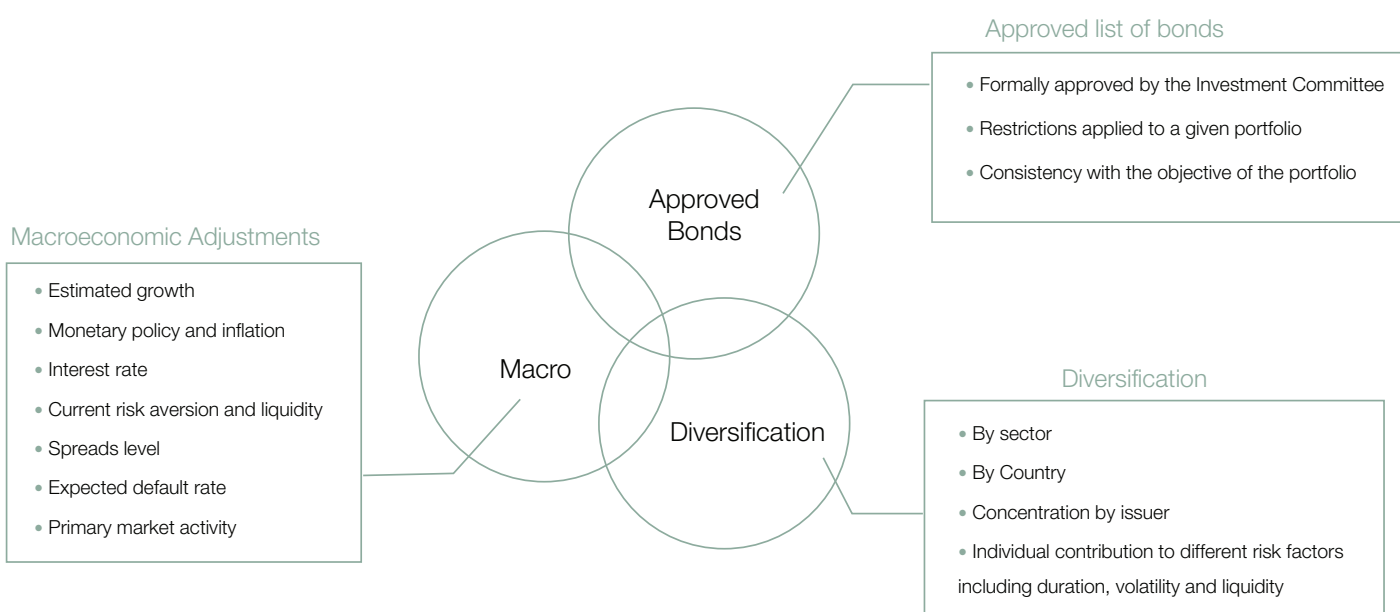 Approved list of bonds
• Formally approved by the Investment Committee
• Restrictions applied to a given portfolio
• Consistency with the objective of the portfolio
Approved
Bonds
Macroeconomic Adjustments
• Estimated growth
• Monetary policy and inflation
• Interest rate
• Current risk aversion and liquidity
• Spreads level
• Expected default rate
• Primary market activity
Macro
Diversification
Diversification
• By sector
• By Country
• Concentration by issuer
• Individual contribution to different risk factors
including duration, volatility and liquidity